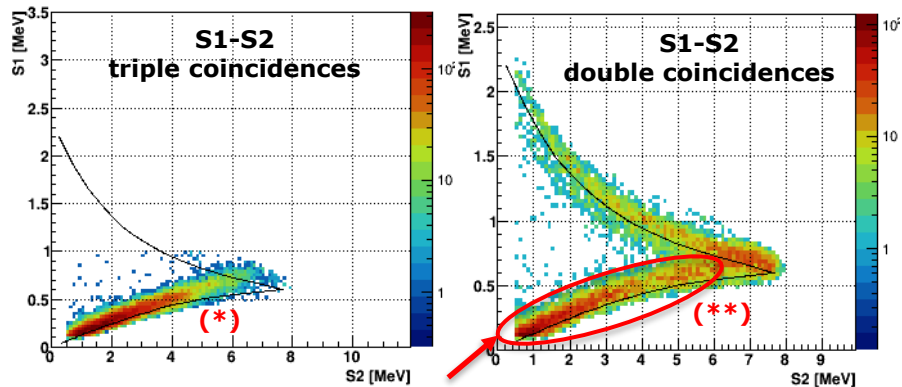 S1 [MeV]
3.5
3
2.5
2
1.5
1
0.5
0
S1-S2
triple coincidences
(*)
0 2 4 6 8 10
S2 [MeV]
10²
10
1
S1 [MeV]
2.5
2
1.5
1
0.5
0
S1-S2
double coincidences
(**)
0 1 2 3 4 5 6 7 8 9
S2 [MeV]
10²
10
1